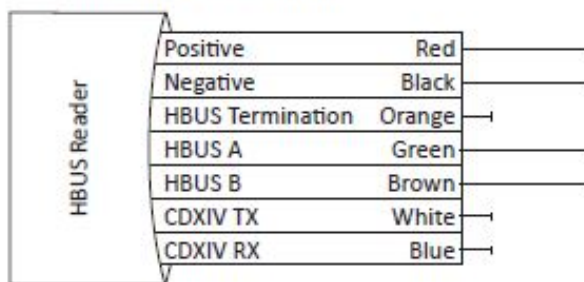 HBUS Reader
Positive Red
Negative Black
HBUS Termination Orange
HBUS A Green
HBUS B Brown
CDXIV TX White
CDXIV RX Blue